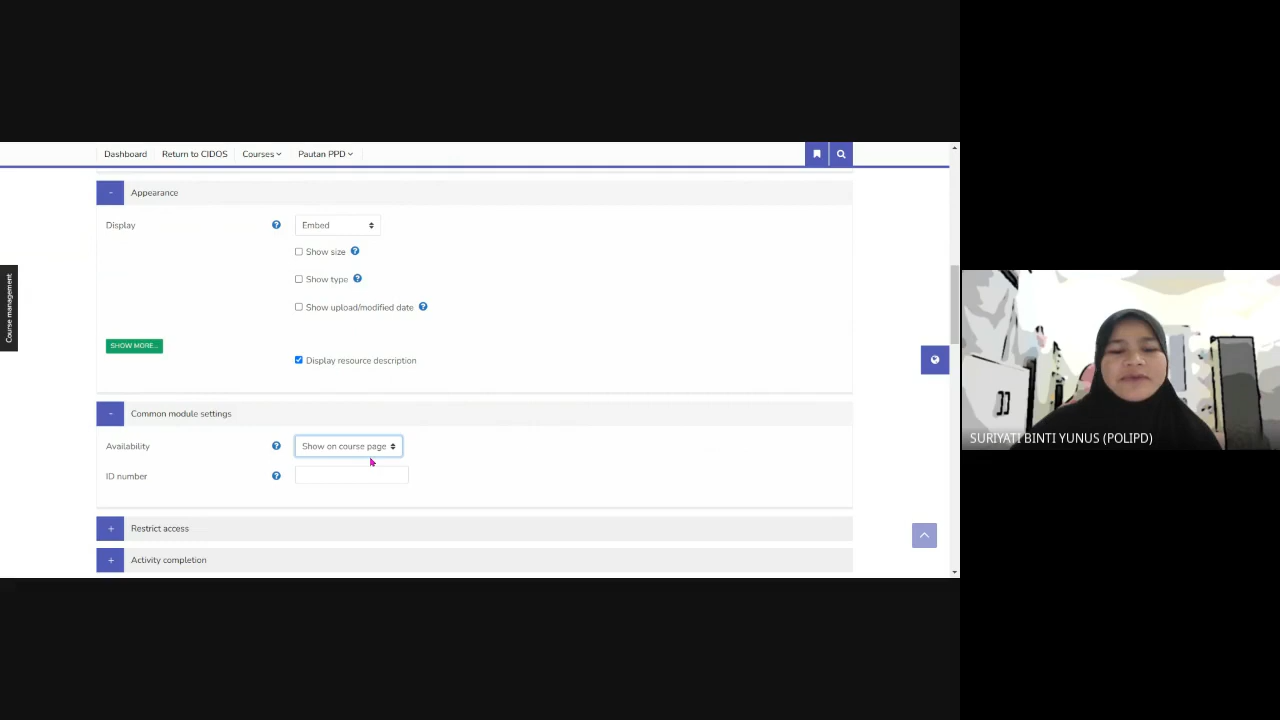 Dashboard Return to CIDOS Courses Pautan PPD
- Appearance
Display ? Embed
Show size ?
Show type ?
Show upload/modified date ?
SHOW MORE...
Display resource description
- Common module settings
Availability ? Show on course page
ID number ?
+ Restrict access
+ Activity completion
Course management
SURIYATI BINTI YUNUS (POLIPD)